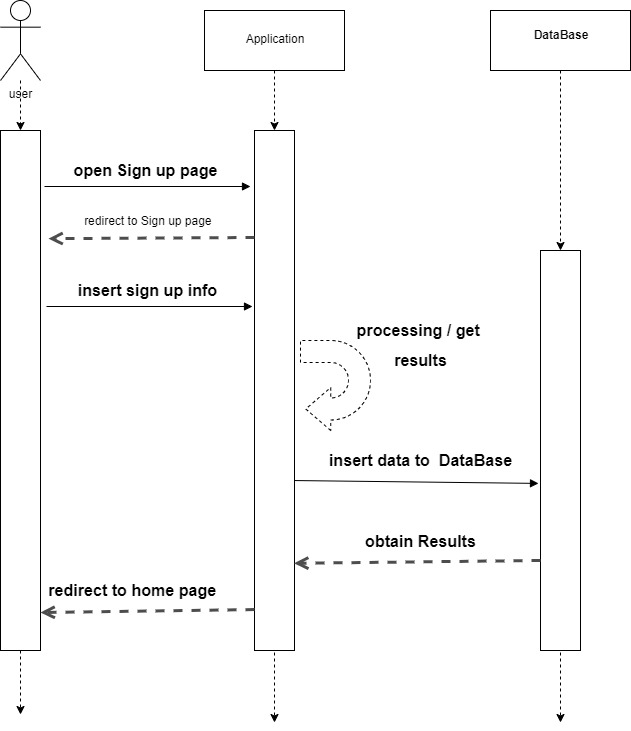 user
Application
DataBase
open Sign up page
redirect to Sign up page
insert sign up info
processing / get
results
insert data to  DataBase
obtain Results
redirect to home page